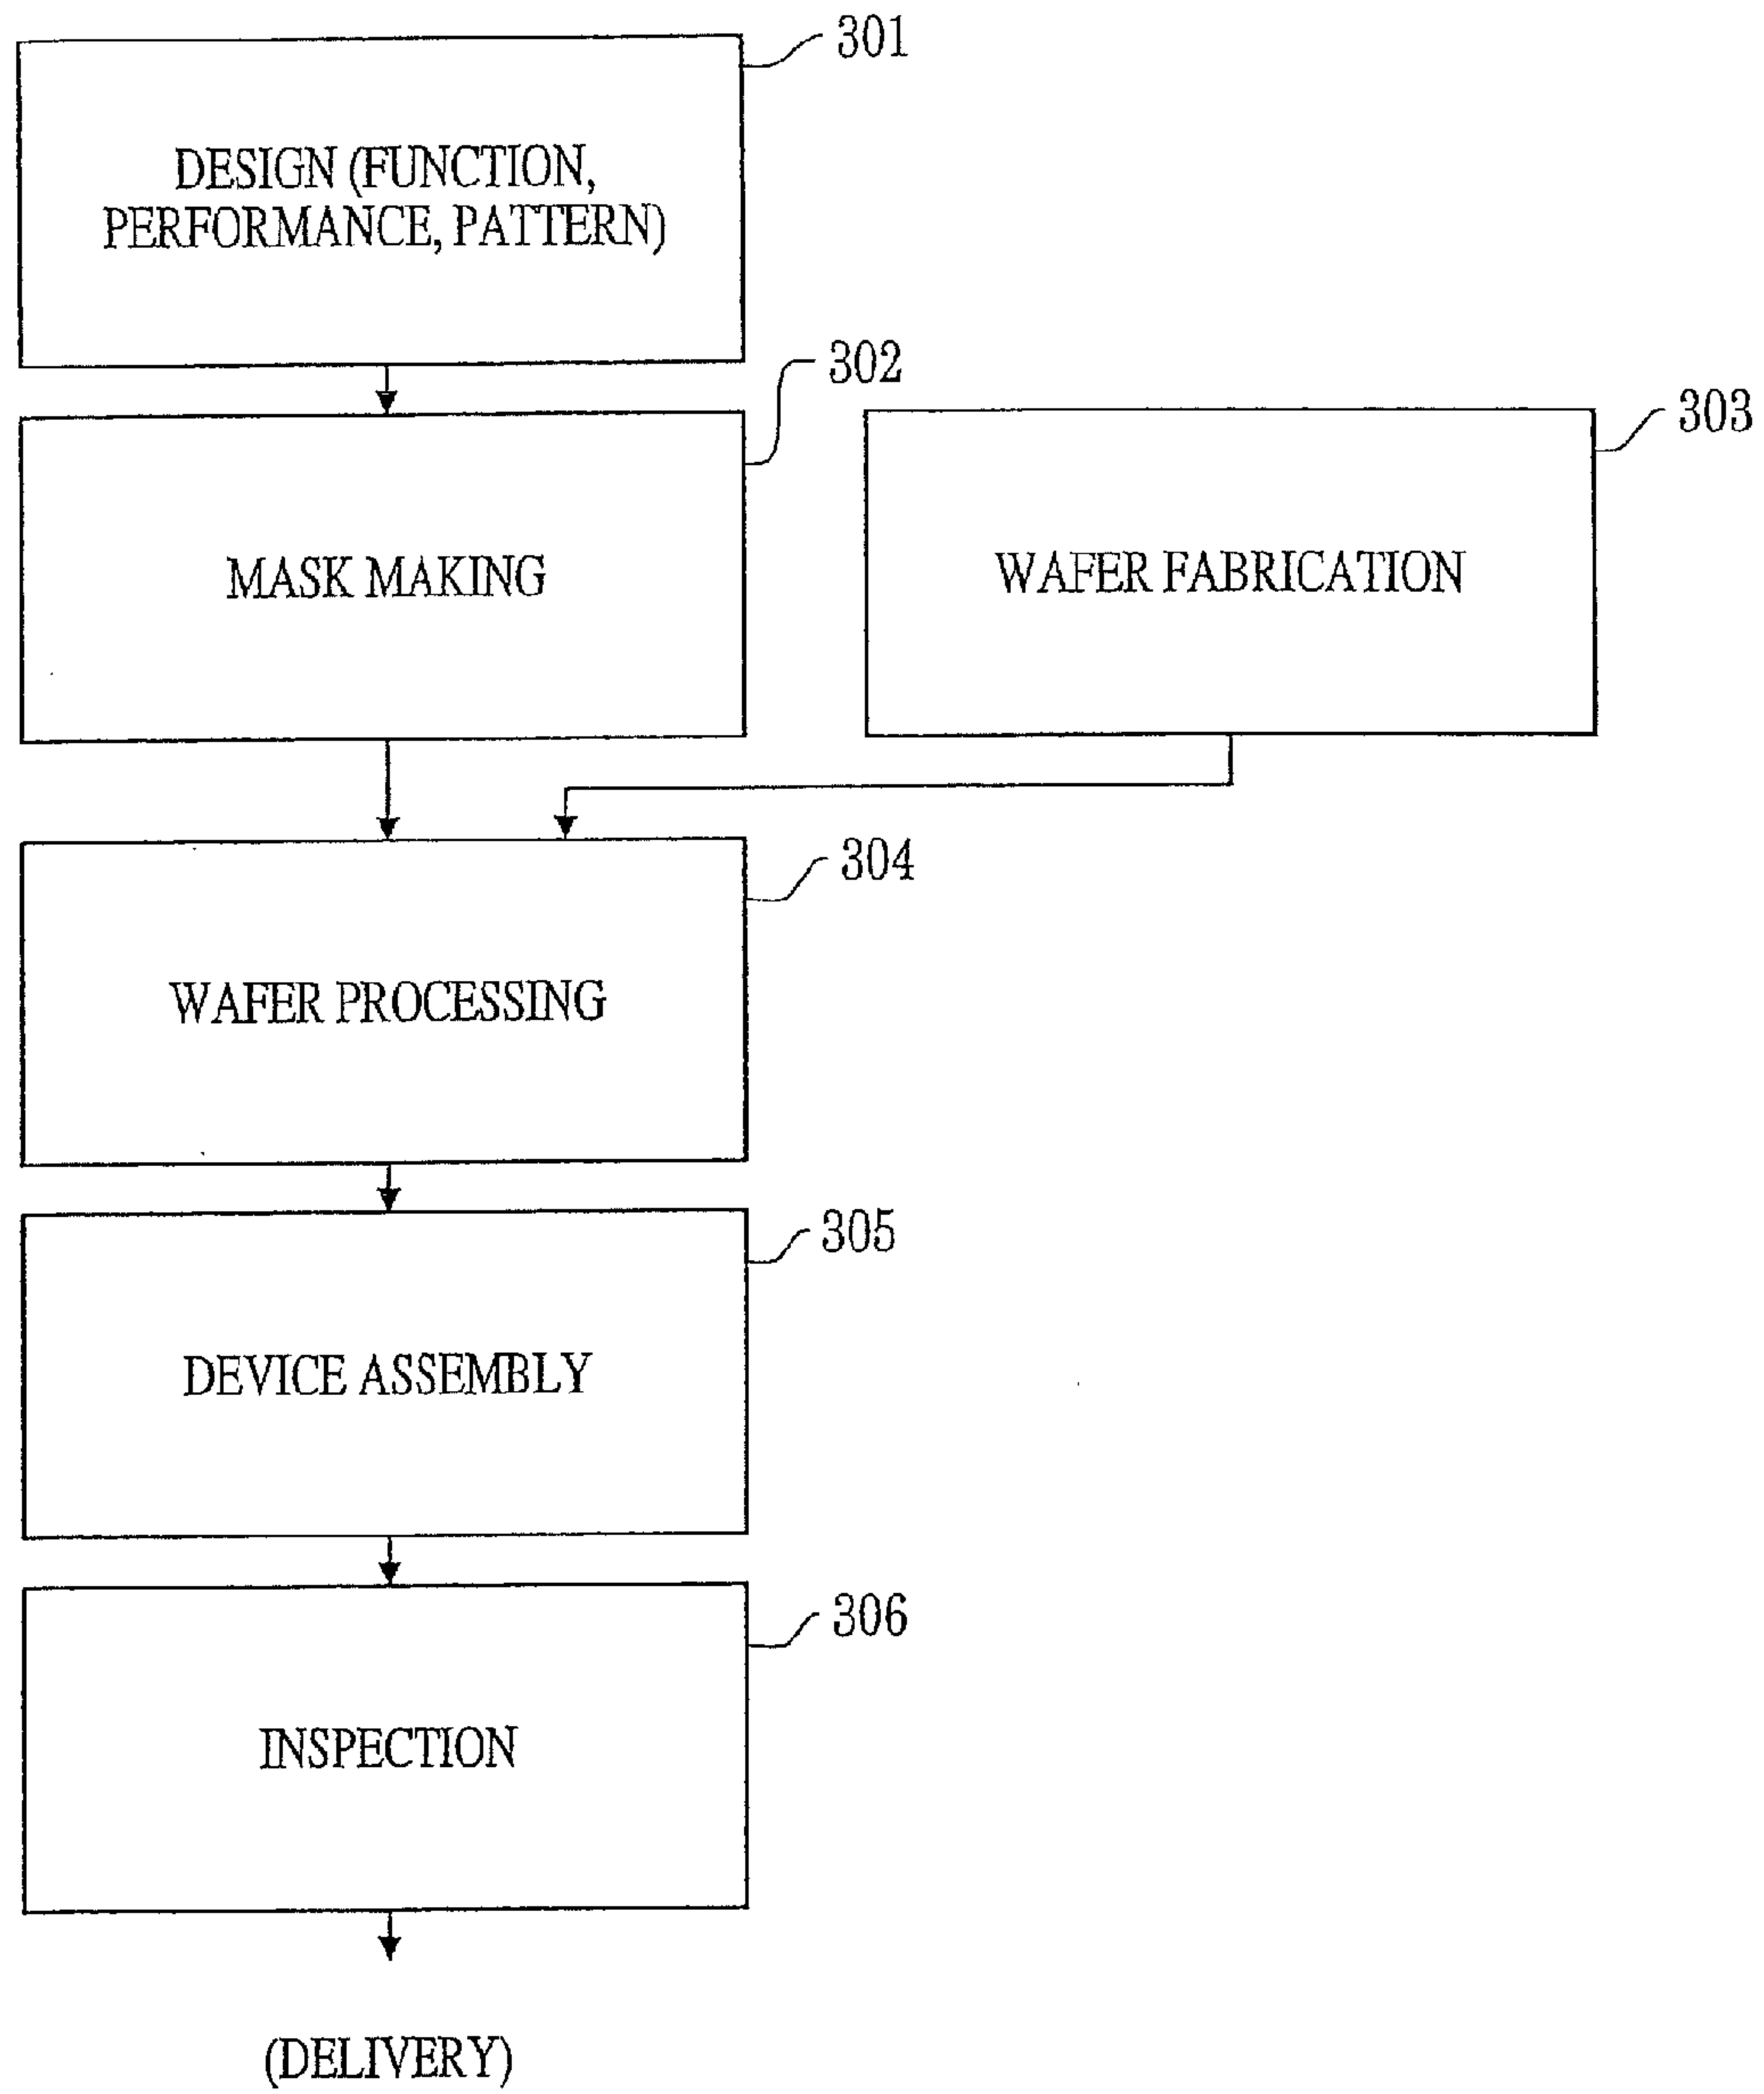 301
DESIGN (FUNCTION,
PERFORMANCE, PATTERN)
302
MASK MAKING
303
WAFER FABRICATION
304
WAFER PROCESSING
305
DEVICE ASSEMBLY
306
INSPECTION
(DELIVERY)